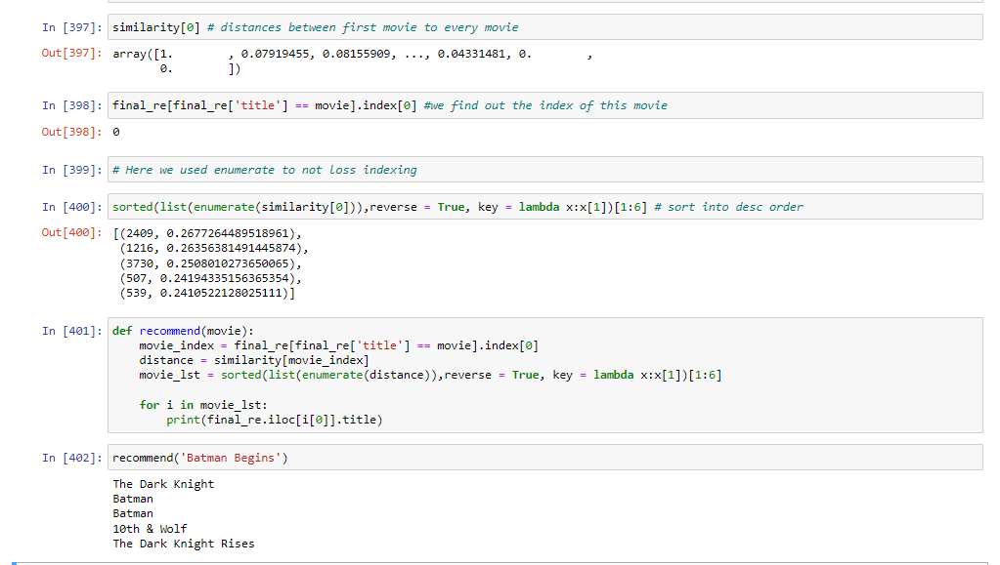 In [397]: similarity[0] # distances between first movie to every movie
Out[397]: array([1.        , 0.07919455, 0.08155909, ..., 0.04331481, 0.        ,
       0.        ])
In [398]: final_re[final_re['title'] == movie].index[0] #we find out the index of this movie
Out[398]: 0
In [399]: # Here we used enumerate to not loss indexing
In [400]: sorted(list(enumerate(similarity[0])),reverse = True, key = lambda x:x[1])[1:6] # sort into desc order
Out[400]: [(2409, 0.2677264489518961),
 (1216, 0.26356381491445874),
 (3730, 0.2508010273650065),
 (507, 0.24194335156365354),
 (539, 0.2410522128025111)]
In [401]: def recommend(movie):
    movie_index = final_re[final_re['title'] == movie].index[0]
    distance = similarity[movie_index]
    movie_lst = sorted(list(enumerate(distance)),reverse = True, key = lambda x:x[1])[1:6]
    for i in movie_lst:
        print(final_re.iloc[i[0]].title)
In [402]: recommend('Batman Begins')
The Dark Knight
Batman
Batman
10th & Wolf
The Dark Knight Rises